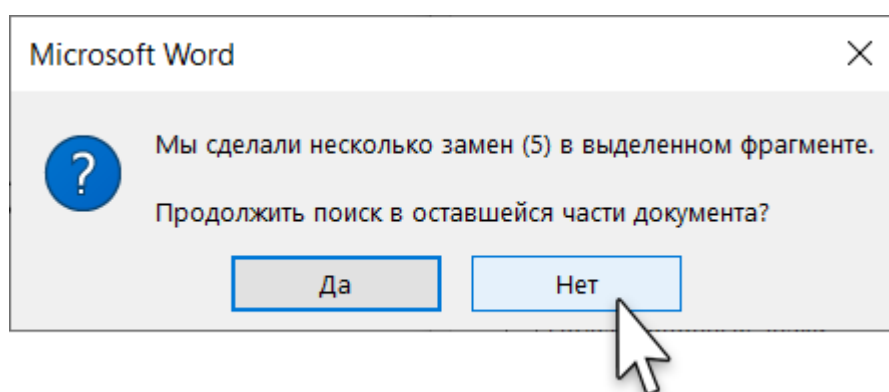 Microsoft Word
Мы сделали несколько замен (5) в выделенном фрагменте.
Продолжить поиск в оставшейся части документа?
Да
Нет